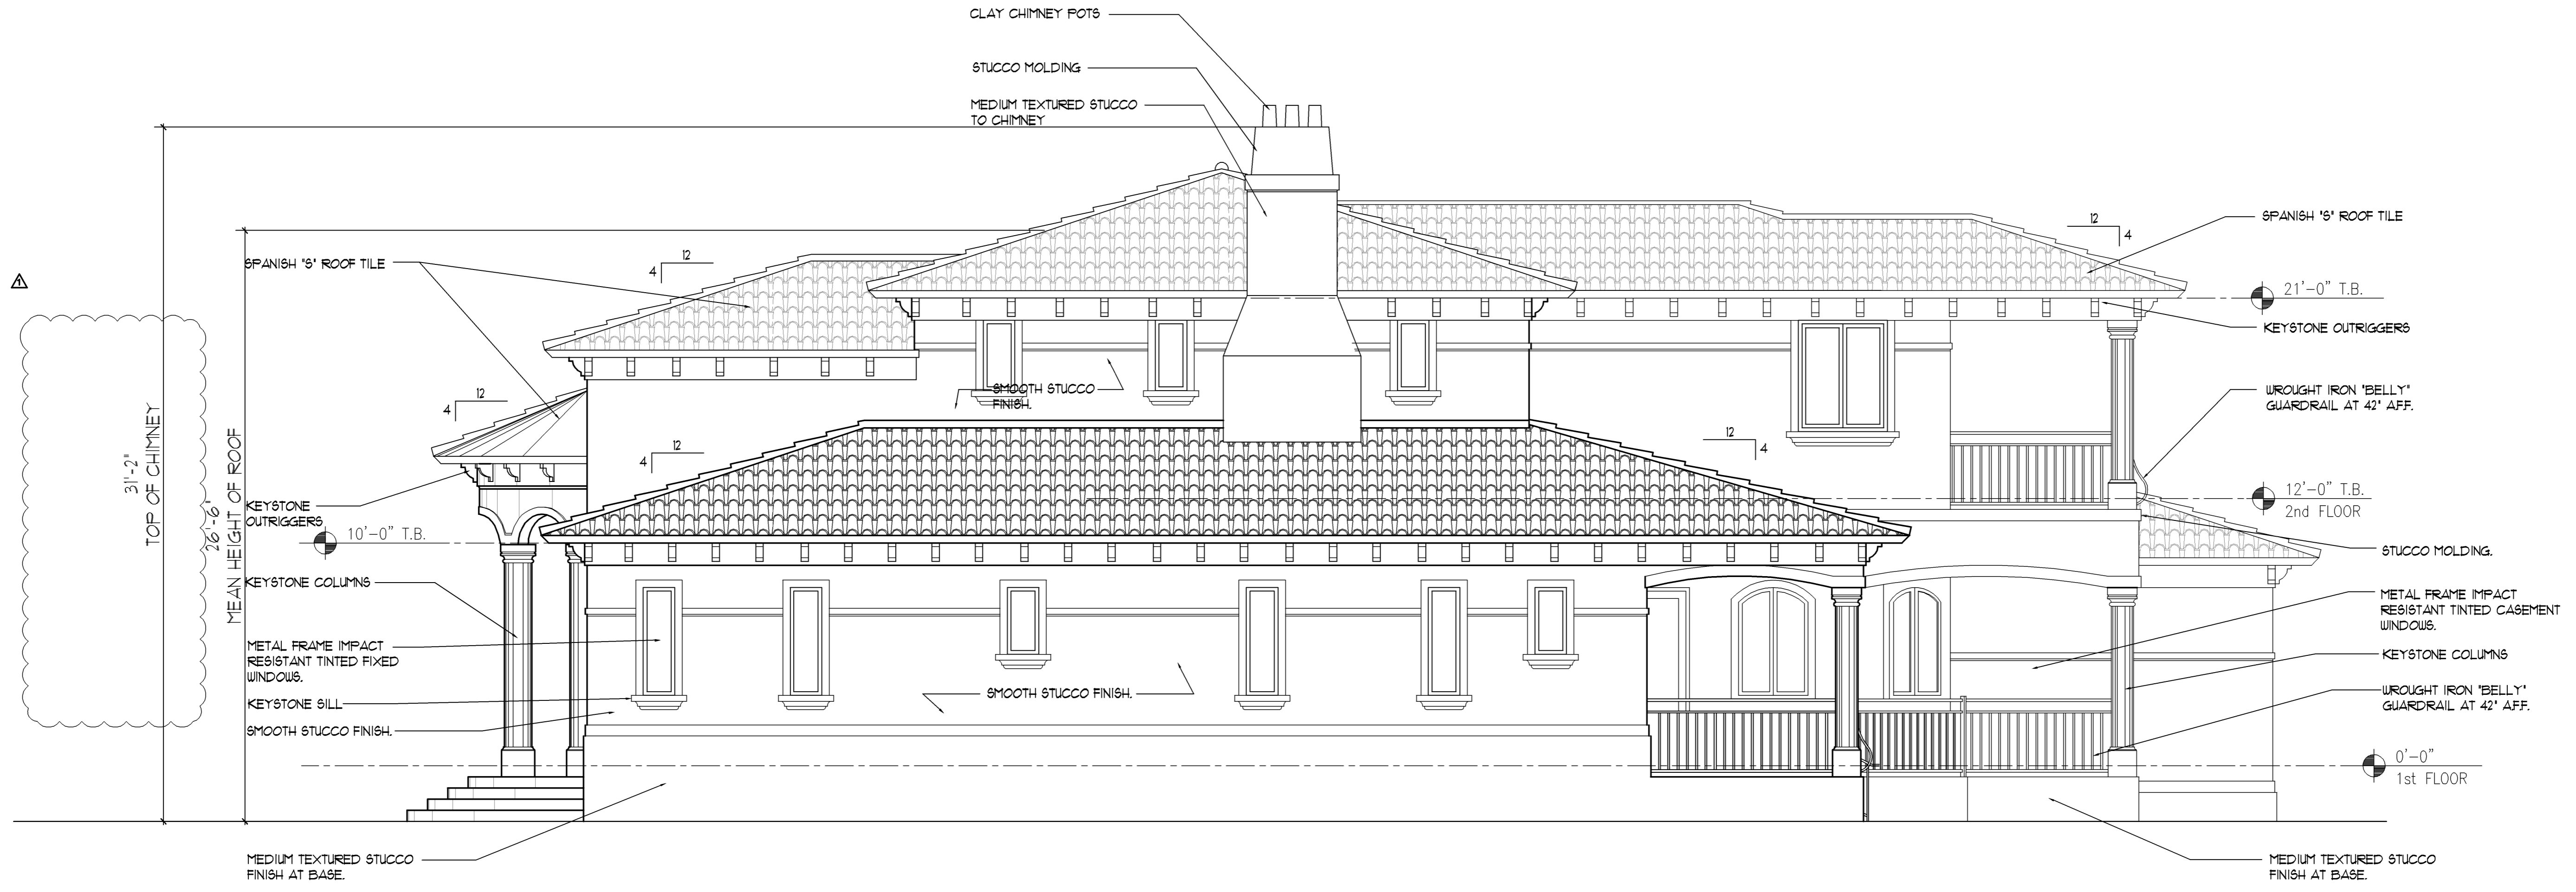 CLAY CHIMNEY POTS
STUCCO MOLDING
MEDIUM TEXTURED STUCCO
TO CHIMNEY
SPANISH "S" ROOF TILE
12
4
SPANISH "S" ROOF TILE
12
4
1
21'-0" T.B.
KEYSTONE OUTRIGGERS
SMOOTH STUCCO
FINISH.
WROUGHT IRON "BELLY"
GUARDRAIL AT 42" A.F.F.
12
4
12
4
12
4
31'-2"
TOP OF CHIMNEY
26'-6"
MEAN HEIGHT OF ROOF
12'-0" T.B.
2nd FLOOR
KEYSTONE
OUTRIGGERS
10'-0" T.B.
STUCCO MOLDING.
KEYSTONE COLUMNS
METAL FRAME IMPACT
RESISTANT TINTED CASEMENT
WINDOWS.
METAL FRAME IMPACT
RESISTANT TINTED FIXED
WINDOWS.
KEYSTONE COLUMNS
SMOOTH STUCCO FINISH.
WROUGHT IRON "BELLY"
GUARDRAIL AT 42" A.F.F.
KEYSTONE SILL
SMOOTH STUCCO FINISH.
0'-0"
1st FLOOR
MEDIUM TEXTURED STUCCO
FINISH AT BASE.
MEDIUM TEXTURED STUCCO
FINISH AT BASE.